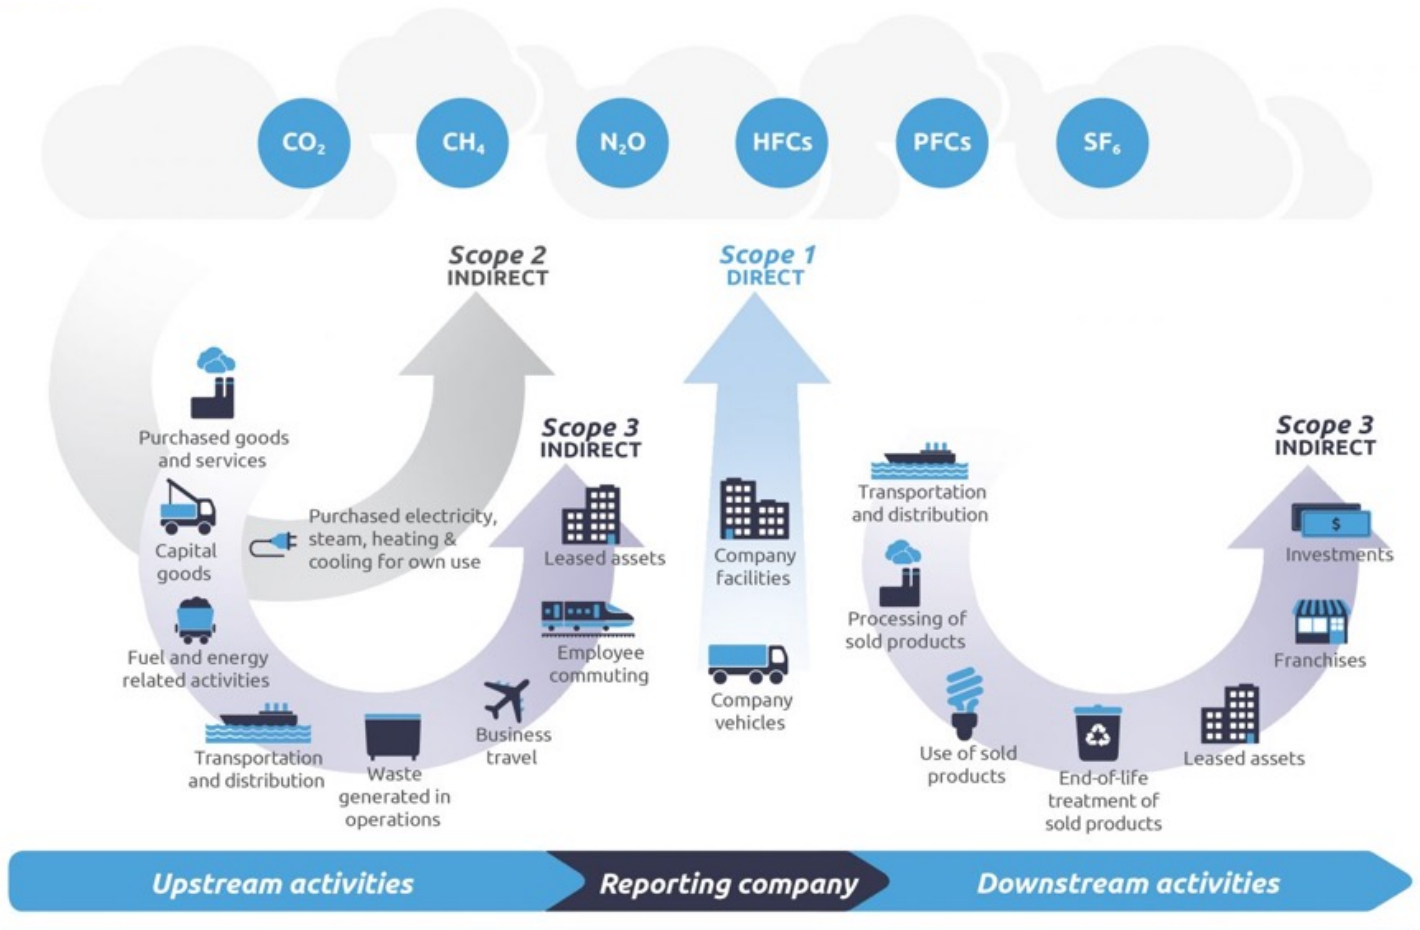 CO₂
CH₄
N₂O
HFCs
PFCs
SF₆
Scope 2
INDIRECT
Scope 1
DIRECT
Scope 3
INDIRECT
Scope 3
INDIRECT
Purchased goods
and services
Capital
goods
Fuel and energy
related activities
Transportation
and distribution
Waste
generated in
operations
Business
travel
Employee
commuting
Leased assets
Purchased electricity,
steam, heating &
cooling for own use
Company
facilities
Company
vehicles
Transportation
and distribution
Processing of
sold products
Use of sold
products
End-of-life
treatment of
sold products
Leased assets
Franchises
Investments
$
Upstream activities
Reporting company
Downstream activities